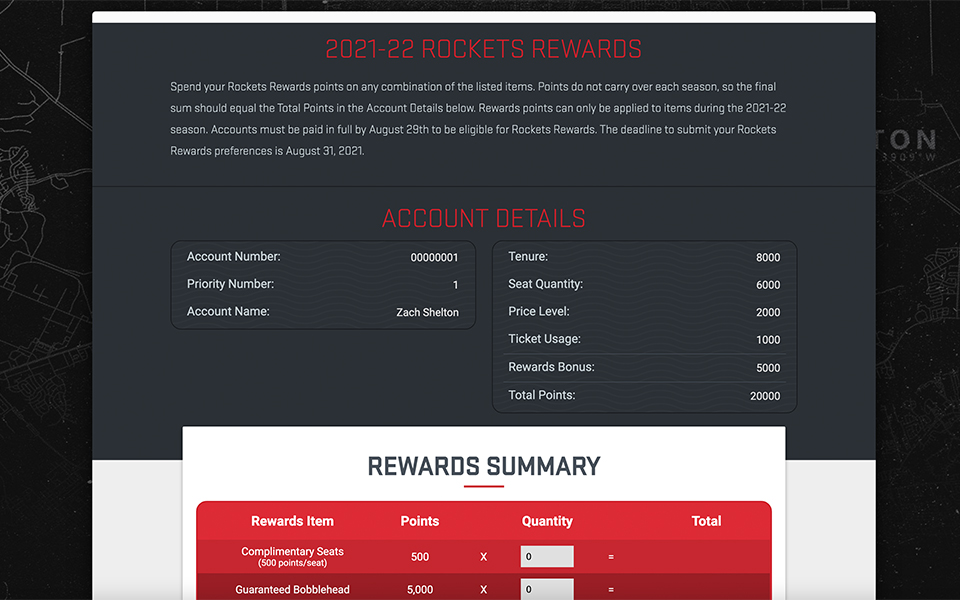 2021-22 ROCKETS REWARDS
Spend your Rockets Rewards points on any combination of the listed items. Points do not carry over each season, so the final
sum should equal the Total Points in the Account Details below. Rewards points can only be applied to items during the 2021-22
season. Accounts must be paid in full by August 29th to be eligible for Rockets Rewards. The deadline to submit your Rockets
Rewards preferences is August 31, 2021.
TON
3909°W
ACCOUNT DETAILS
Account Number: 00000001
Priority Number: 1
Account Name: Zach Shelton
Tenure: 8000
Seat Quantity: 6000
Price Level: 2000
Ticket Usage: 1000
Rewards Bonus: 5000
Total Points: 20000
REWARDS SUMMARY
Rewards Item Points Quantity Total
Complimentary Seats 500 X 0 =
(500 points/seat)
Guaranteed Bobblehead 5,000 X 0 =